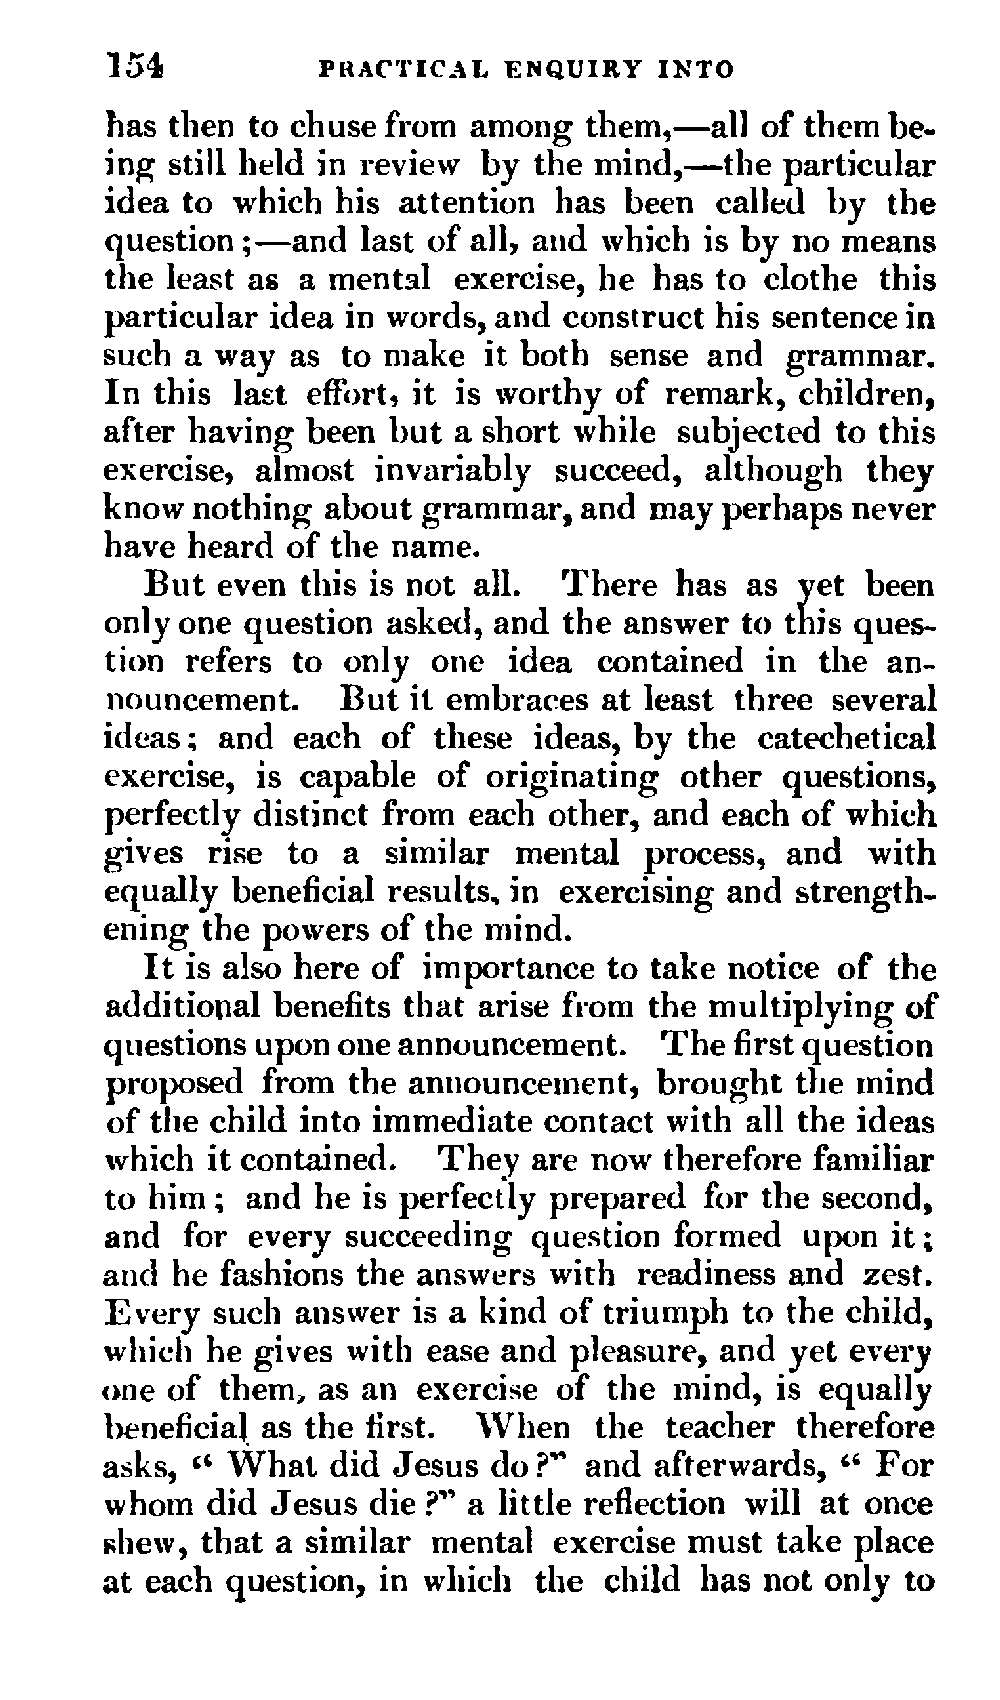 154 PRACTICAL ENQUIRY INTO
has then to chuse from among them,—all of them be-
ing still held in review by the mind,—the particular
idea to which his attention has been called by the
question;—and last of all, and which is by no means
the least as a mental exercise, he has to clothe this
particular idea in words, and construct his sentence in
such a way as to make it both sense and grammar.
In this last effort, it is worthy of remark, children,
after having been but a short while subjected to this
exercise, almost invariably succeed, although they
know nothing about grammar, and may perhaps never
have heard of the name.
But even this is not all. There has as yet been
only one question asked, and the answer to this ques-
tion refers to only one idea contained in the an-
nouncement. But it embraces at least three several
ideas; and each of these ideas, by the catechetical
exercise, is capable of originating other questions,
perfectly distinct from each other, and each of which
gives rise to a similar mental process, and with
equally beneficial results, in exercising and strength-
ening the powers of the mind.
It is also here of importance to take notice of the
additional benefits that arise from the multiplying of
questions upon one announcement. The first question
proposed from the announcement, brought the mind
of the child into immediate contact with all the ideas
which it contained. They are now therefore familiar
to him; and he is perfectly prepared for the second,
and for every succeeding question formed upon it;
and he fashions the answers with readiness and zest.
Every such answer is a kind of triumph to the child,
which he gives with ease and pleasure, and yet every
one of them, as an exercise of the mind, is equally
beneficial as the first. When the teacher therefore
asks, “ What did Jesus do?” and afterwards, “ For
whom did Jesus die?” a little reflection will at once
shew, that a similar mental exercise must take place
at each question, in which the child has not only to